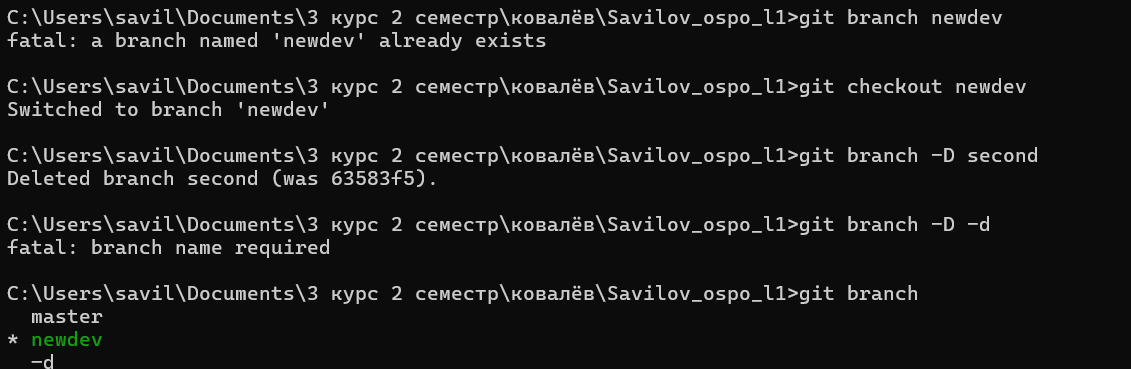 C:\Users\savil\Documents\3 курс 2 семестр\ковалёв\Savilov_ospo_l1>git branch newdev
fatal: a branch named 'newdev' already exists
C:\Users\savil\Documents\3 курс 2 семестр\ковалёв\Savilov_ospo_l1>git checkout newdev
Switched to branch 'newdev'
C:\Users\savil\Documents\3 курс 2 семестр\ковалёв\Savilov_ospo_l1>git branch -D second
Deleted branch second (was 63583f5).
C:\Users\savil\Documents\3 курс 2 семестр\ковалёв\Savilov_ospo_l1>git branch -D -d
fatal: branch name required
C:\Users\savil\Documents\3 курс 2 семестр\ковалёв\Savilov_ospo_l1>git branch
  master
* newdev
  -d